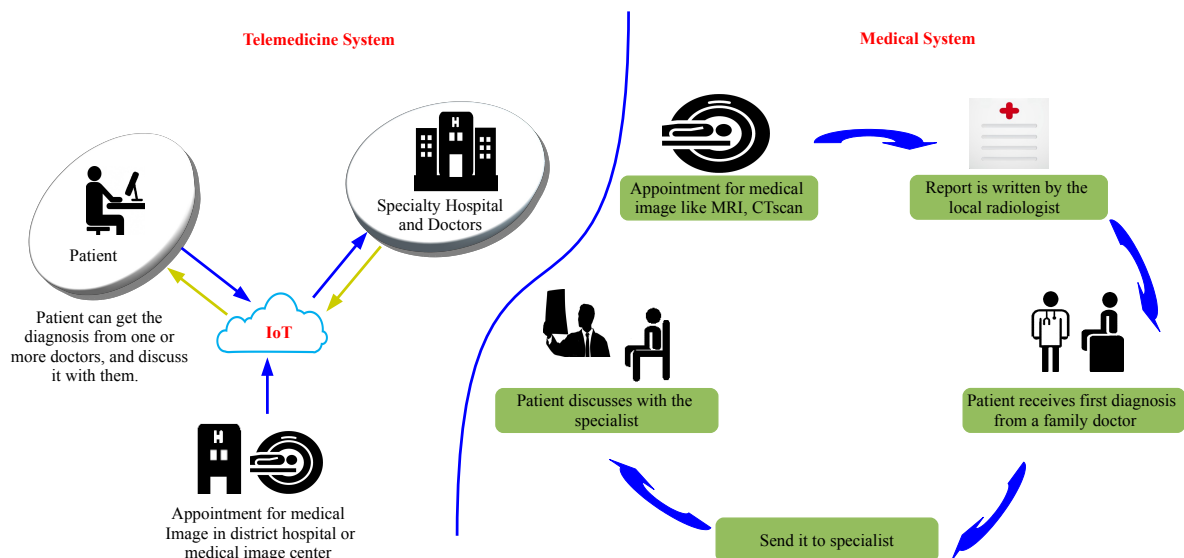 Telemedicine System
H
Specialty Hospital
and Doctors
Patient
Patient can get the
diagnosis from one or
more doctors, and discuss
it with them.
IoT
H
Appointment for medical
Image in district hospital or
medical image center
Medical System
Appointment for medical
image like MRI, CTscan
Report is written by the
local radiologist
Patient receives first diagnosis
from a family doctor
Send it to specialist
Patient discusses with the
specialist